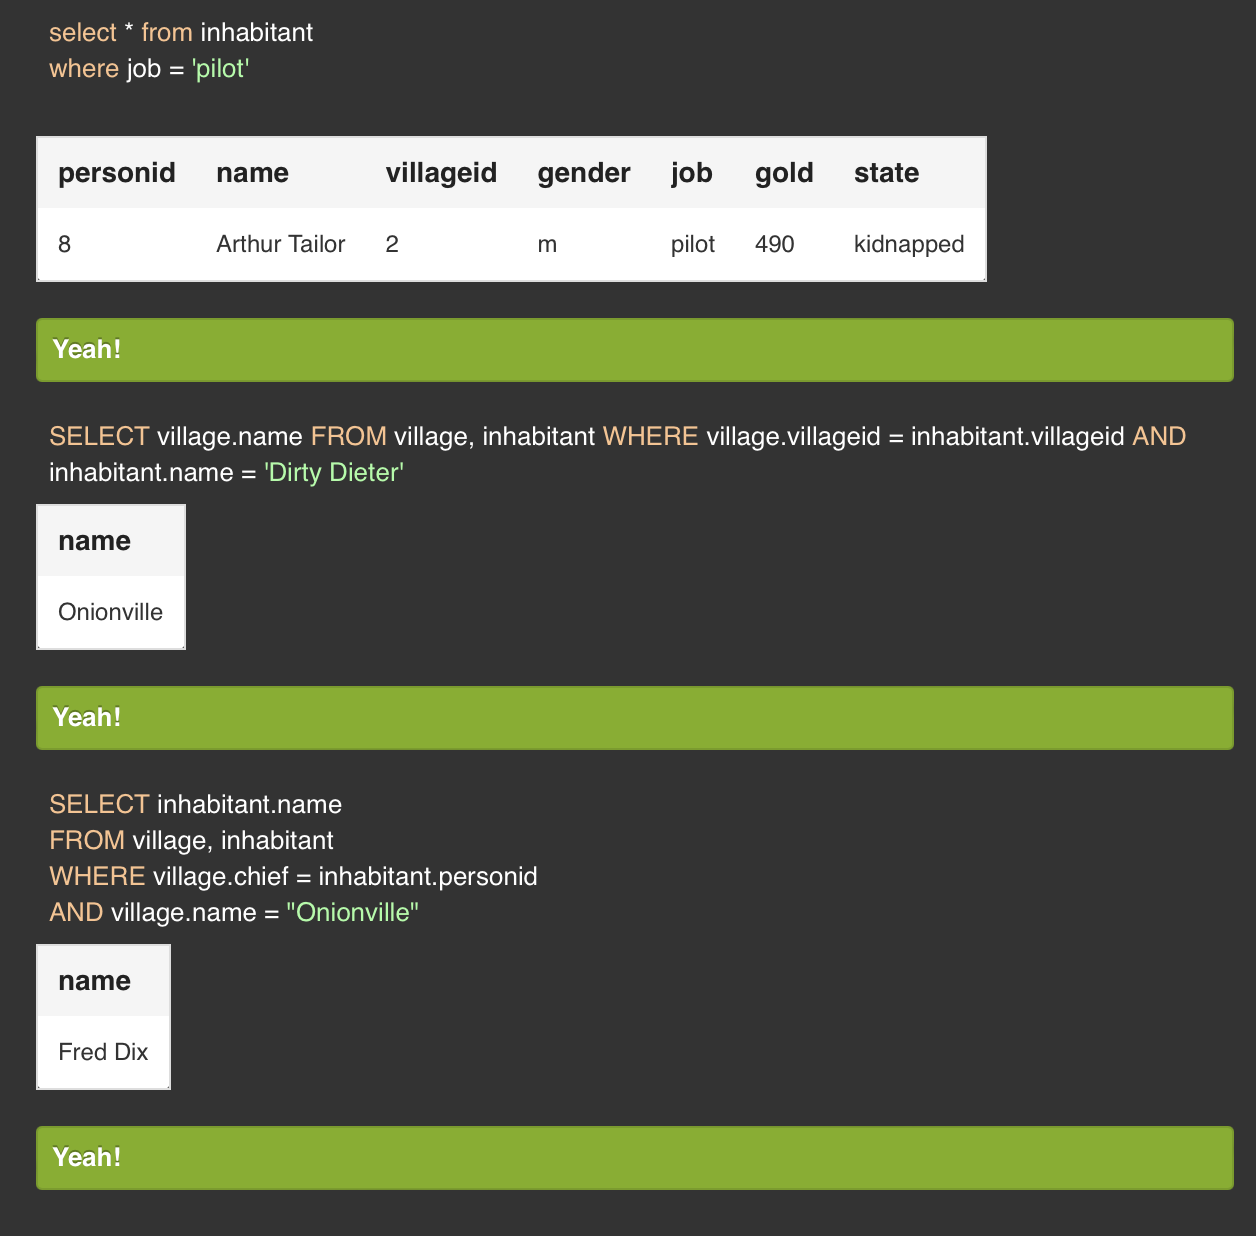 select * from inhabitant
where job = 'pilot'
personid name villageid gender job gold state
8 Arthur Tailor 2 m pilot 490 kidnapped
Yeah!
SELECT village.name FROM village, inhabitant WHERE village.villageid = inhabitant.villageid AND
inhabitant.name = 'Dirty Dieter'
name
Onionville
Yeah!
SELECT inhabitant.name
FROM village, inhabitant
WHERE village.chief = inhabitant.personid
AND village.name = "Onionville"
name
Fred Dix
Yeah!